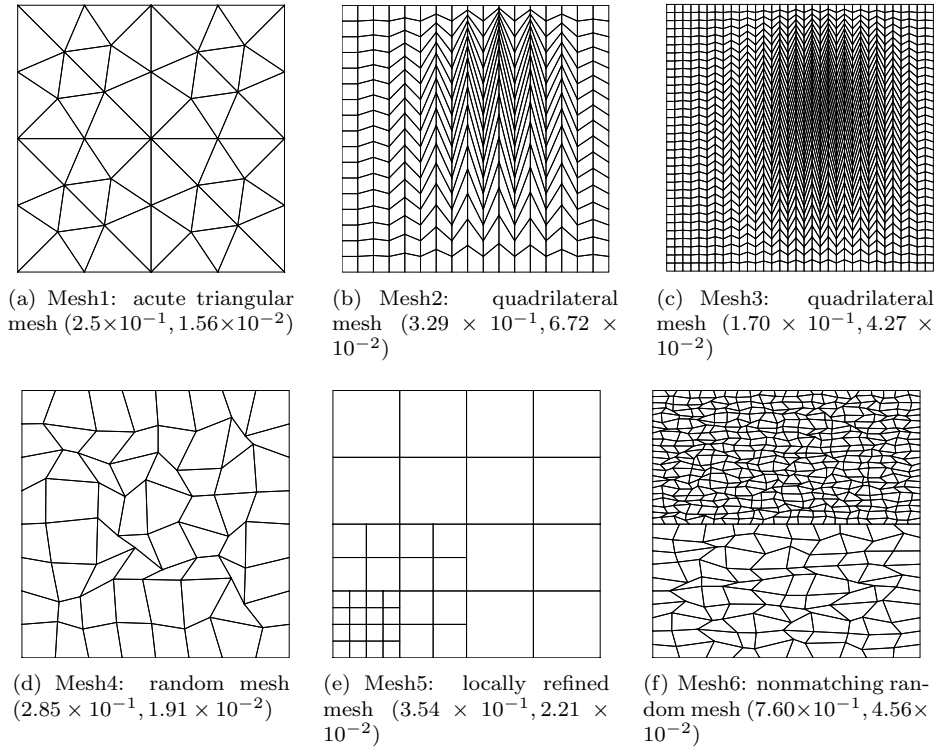 (a) Mesh1: acute triangular
mesh (2.5×10⁻¹, 1.56×10⁻²)
(b) Mesh2: quadrilateral
mesh (3.29 × 10⁻¹, 6.72 ×
10⁻²)
(c) Mesh3: quadrilateral
mesh (1.70 × 10⁻¹, 4.27 ×
10⁻²)
(d) Mesh4: random mesh
(2.85 × 10⁻¹, 1.91 × 10⁻²)
(e) Mesh5: locally refined
mesh (3.54 × 10⁻¹, 2.21 ×
10⁻²)
(f) Mesh6: nonmatching ran-
dom mesh (7.60×10⁻¹, 4.56×
10⁻²)